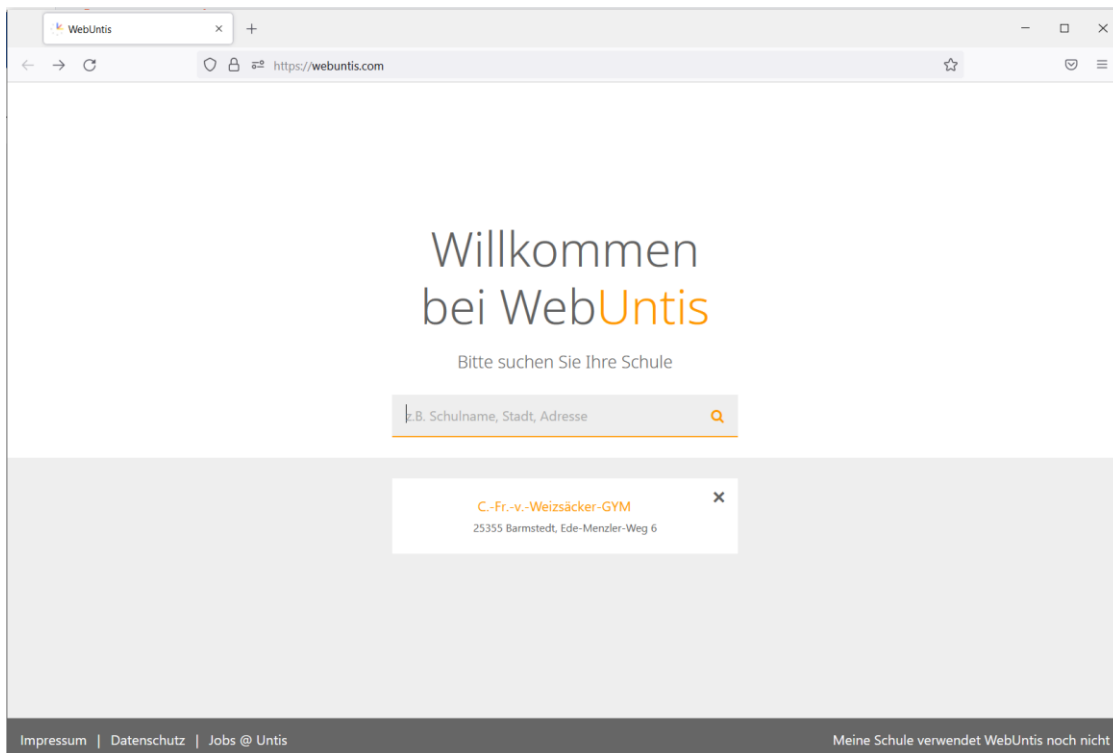 WebUntis
https://webuntis.com
Willkommen
bei WebUntis
Bitte suchen Sie Ihre Schule
z.B. Schulname, Stadt, Adresse
C.-Fr.-v.-Weizsäcker-GYM
25355 Barmstedt, Ede-Menzler-Weg 6
Impressum | Datenschutz | Jobs @ Untis
Meine Schule verwendet WebUntis noch nicht